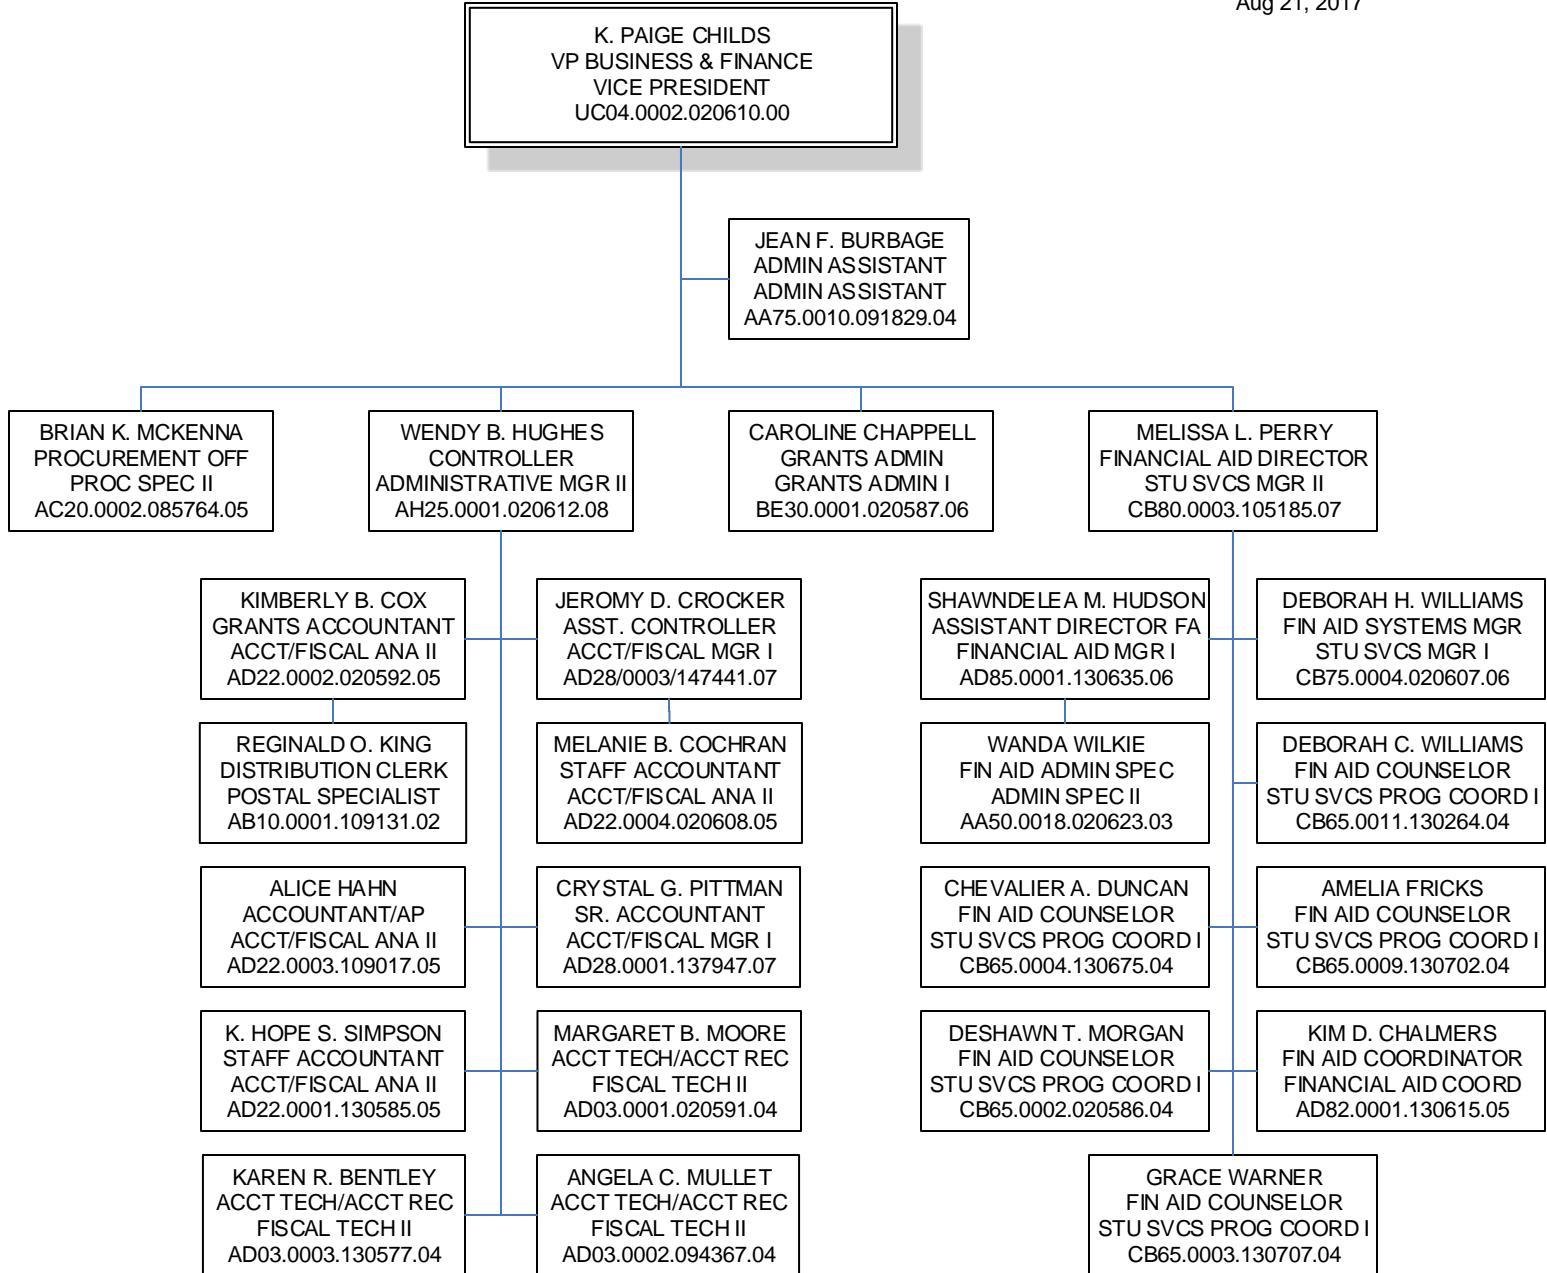 Aug 21, 2017
K. PAIGE CHILDS
VP BUSINESS & FINANCE
VICE PRESIDENT
UC04.0002.020610.00
JEAN F. BURBAGE
ADMIN ASSISTANT
ADMIN ASSISTANT
AA75.0010.091829.04
BRIAN K. MCKENNA
PROCUREMENT OFF
PROC SPEC II
AC20.0002.085764.05
WENDY B. HUGHES
CONTROLLER
ADMINISTRATIVE MGR II
AH25.0001.020612.08
CAROLINE CHAPPELL
GRANTS ADMIN
GRANTS ADMIN I
BE30.0001.020587.06
MELISSA L. PERRY
FINANCIAL AID DIRECTOR
STU SVCS MGR II
CB80.0003.105185.07
KIMBERLY B. COX
GRANTS ACCOUNTANT
ACCT/FISCAL ANA II
AD22.0002.020592.05
JEROMY D. CROCKER
ASST. CONTROLLER
ACCT/FISCAL MGR I
AD28/0003/147441.07
SHAWNDELEA M. HUDSON
ASSISTANT DIRECTOR FA
FINANCIAL AID MGR I
AD85.0001.130635.06
DEBORAH H. WILLIAMS
FIN AID SYSTEMS MGR
STU SVCS MGR I
CB75.0004.020607.06
REGINALD O. KING
DISTRIBUTION CLERK
POSTAL SPECIALIST
AB10.0001.109131.02
MELANIE B. COCHRAN
STAFF ACCOUNTANT
ACCT/FISCAL ANA II
AD22.0004.020608.05
WANDA WILKIE
FIN AID ADMIN SPEC
ADMIN SPEC II
AA50.0018.020623.03
DEBORAH C. WILLIAMS
FIN AID COUNSELOR
STU SVCS PROG COORD I
CB65.0011.130264.04
ALICE HAHN
ACCOUNTANT/AP
ACCT/FISCAL ANA II
AD22.0003.109017.05
CRYSTAL G. PITTMAN
SR. ACCOUNTANT
ACCT/FISCAL MGR I
AD28.0001.137947.07
CHEVALIER A. DUNCAN
FIN AID COUNSELOR
STU SVCS PROG COORD I
CB65.0004.130675.04
AMELIA FRICKS
FIN AID COUNSELOR
STU SVCS PROG COORD I
CB65.0009.130702.04
K. HOPE S. SIMPSON
STAFF ACCOUNTANT
ACCT/FISCAL ANA II
AD22.0001.130585.05
MARGARET B. MOORE
ACCT TECH/ACCT REC
FISCAL TECH II
AD03.0001.020591.04
DESHAWN T. MORGAN
FIN AID COUNSELOR
STU SVCS PROG COORD I
CB65.0002.020586.04
KIM D. CHALMERS
FIN AID COORDINATOR
FINANCIAL AID COORD
AD82.0001.130615.05
KAREN R. BENTLEY
ACCT TECH/ACCT REC
FISCAL TECH II
AD03.0003.130577.04
ANGELA C. MULLET
ACCT TECH/ACCT REC
FISCAL TECH II
AD03.0002.094367.04
GRACE WARNER
FIN AID COUNSELOR
STU SVCS PROG COORD I
CB65.0003.130707.04